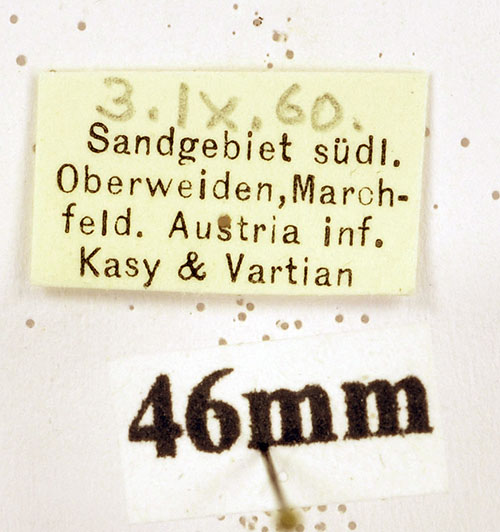 3.IX.60.
Sandgebiet südl.
Oberweiden,March-
feld. Austria inf.
Kasy & Vartian
46mm